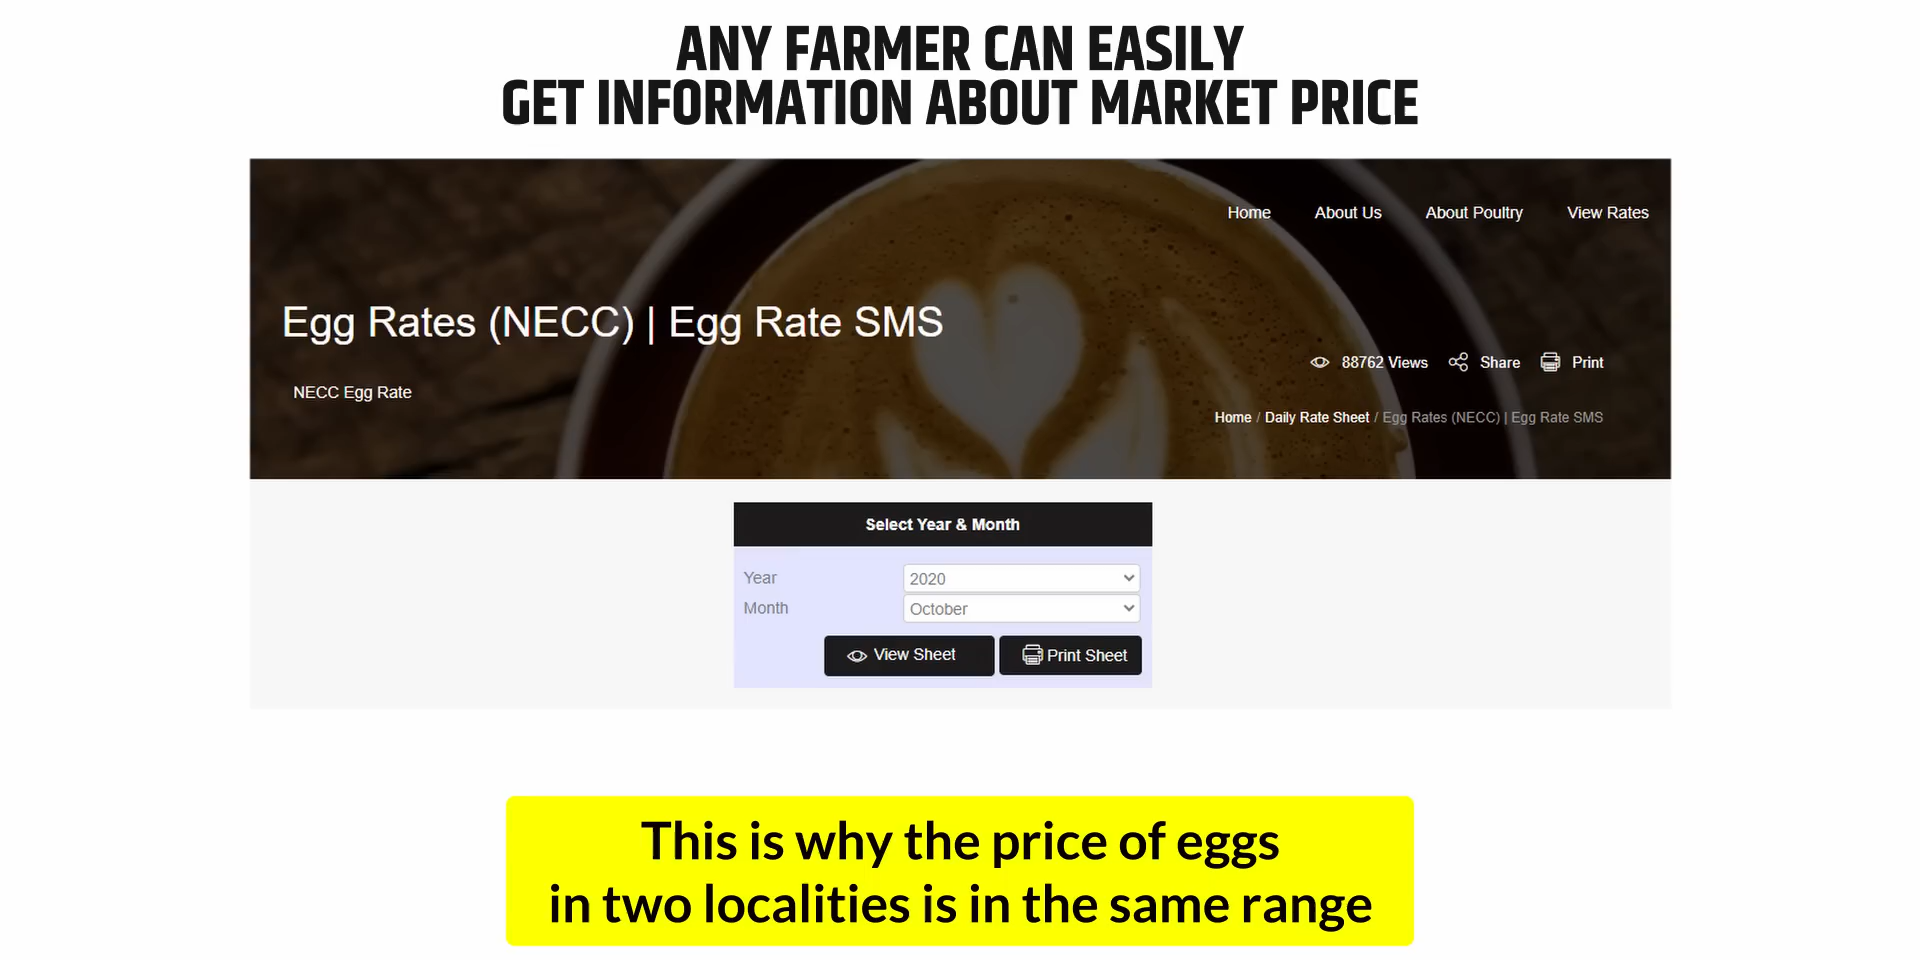 ANY FARMER CAN EASILY
GET INFORMATION ABOUT MARKET PRICE
Home About Us About Poultry View Rates
Egg Rates (NECC) | Egg Rate SMS
88762 Views Share Print
NECC Egg Rate
Home / Daily Rate Sheet / Egg Rates (NECC) | Egg Rate SMS
Select Year & Month
Year 2020
Month October
View Sheet Print Sheet
This is why the price of eggs
in two localities is in the same range